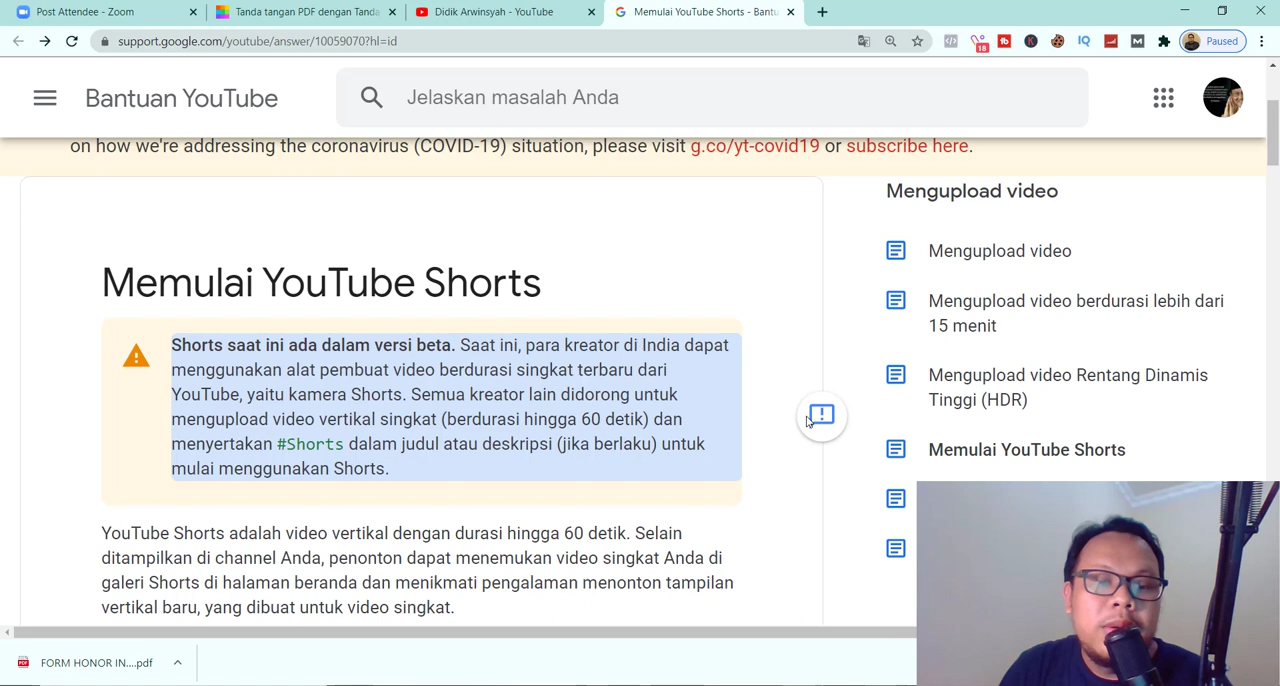 Post Attendee - Zoom
Tanda tangan PDF dengan Tanda
Didik Arwinsyah - YouTube
Memulai YouTube Shorts - Bantu
support.google.com/youtube/answer/10059070?hl=id
18
IQ
Paused
Bantuan YouTube
Jelaskan masalah Anda
on how we're addressing the coronavirus (COVID-19) situation, please visit g.co/yt-covid19 or subscribe here.
Memulai YouTube Shorts
Shorts saat ini ada dalam versi beta. Saat ini, para kreator di India dapat
menggunakan alat pembuat video berdurasi singkat terbaru dari
YouTube, yaitu kamera Shorts. Semua kreator lain didorong untuk
mengupload video vertikal singkat (berdurasi hingga 60 detik) dan
menyertakan #Shorts dalam judul atau deskripsi (jika berlaku) untuk
mulai menggunakan Shorts.
YouTube Shorts adalah video vertikal dengan durasi hingga 60 detik. Selain
ditampilkan di channel Anda, penonton dapat menemukan video singkat Anda di
galeri Shorts di halaman beranda dan menikmati pengalaman menonton tampilan
vertikal baru, yang dibuat untuk video singkat.
Mengupload video
Mengupload video
Mengupload video berdurasi lebih dari
15 menit
Mengupload video Rentang Dinamis
Tinggi (HDR)
Memulai YouTube Shorts
FORM HONOR IN....pdf